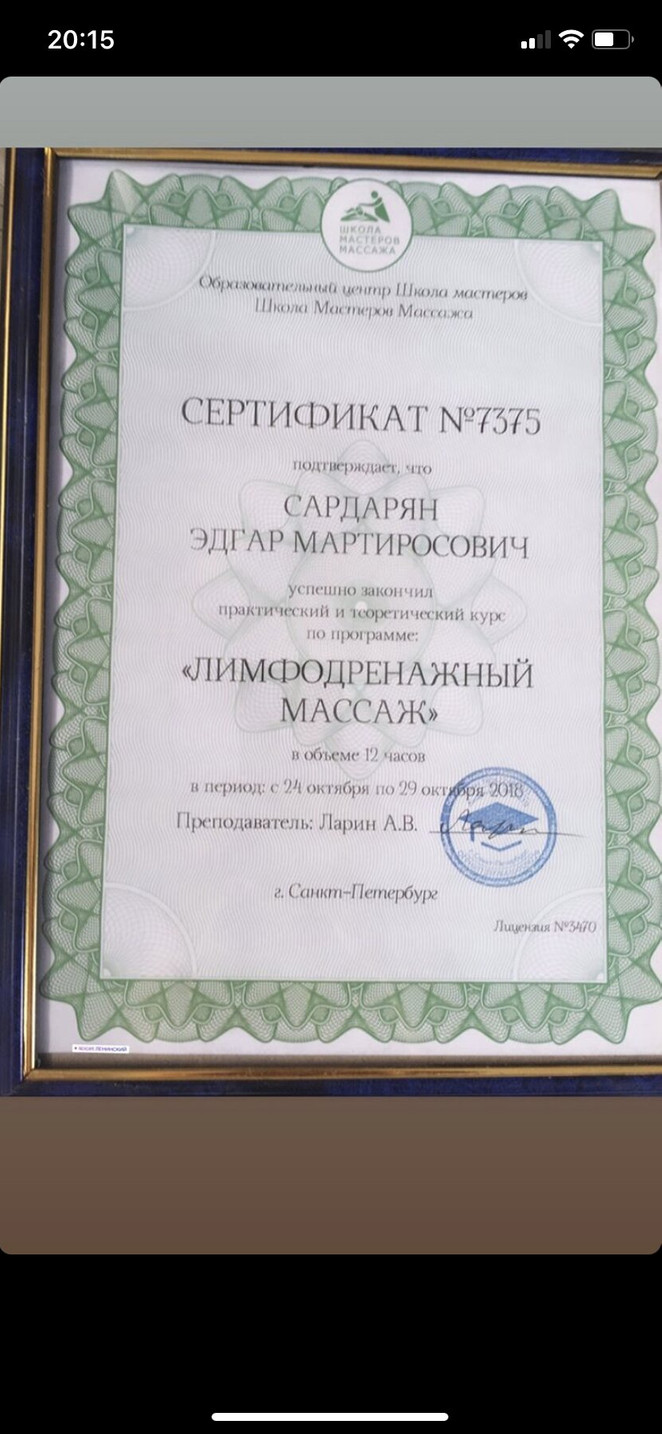 20:15
ШКОЛА
МАСТЕРОВ
МАССАЖА
Образовательный центр Школа мастеров
Школа Мастеров Массажа
СЕРТИФИКАТ №7375
подтверждает, что
САРДАРЯН
ЭДГАР МАРТИРОСОВИЧ
успешно закончил
практический и теоретический курс
по программе:
«ЛИМФОДРЕНАЖНЫЙ
МАССАЖ»
в объеме 12 часов
в период: с 24 октября по 29 октября 2018
Преподаватель: Ларин А.В.
г. Санкт-Петербург
Лицензия №3470
ЛЕНИНСКИЙ